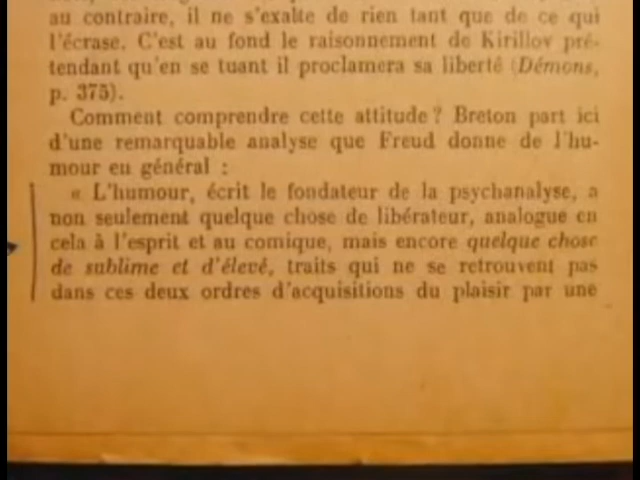 au contraire, il ne s'exalte de rien tant que de ce qui
l'écrase. C'est au fond le raisonnement de Kirillov pré-
tendant qu'en se tuant il proclamera sa liberté (Démons,
p. 375).
Comment comprendre cette attitude? Breton part ici
d'une remarquable analyse que Freud donne de l'hu-
mour en général :
« L'humour, écrit le fondateur de la psychanalyse, a
non seulement quelque chose de libérateur, analogue en
cela à l'esprit et au comique, mais encore quelque chose
de sublime et d'élevé, traits qui ne se retrouvent pas
dans ces deux ordres d'acquisitions du plaisir par une